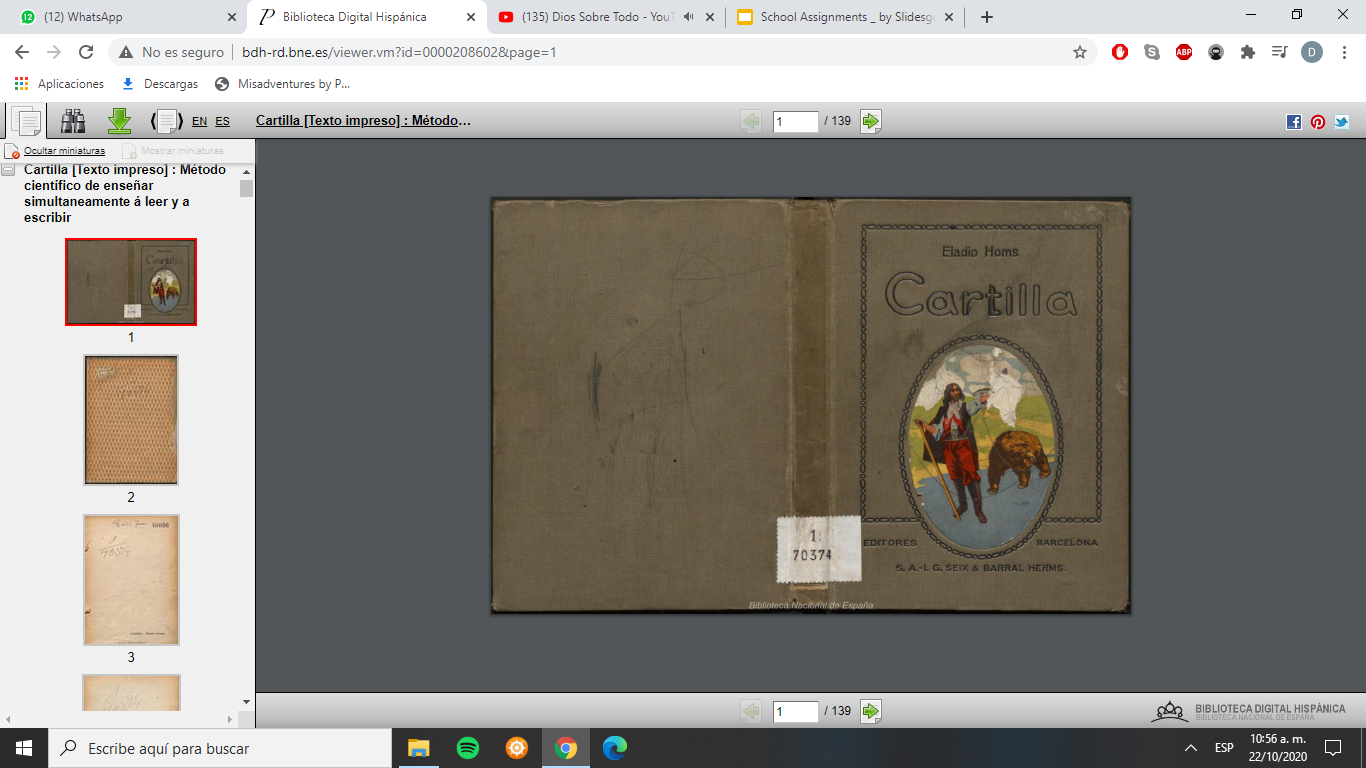 (12) WhatsApp
Biblioteca Digital Hispánica
(135) Dios Sobre Todo - YouT
School Assignments _ by Slidesgo
No es seguro
bdh-rd.bne.es/viewer.vm?id=0000208602&page=1
ABP
D
Aplicaciones
Descargas
Misadventures by P...
EN ES
Cartilla [Texto impreso] : Método…
1 / 139
Ocultar miniaturas
Mostrar miniaturas
Cartilla [Texto impreso] : Método
científico de enseñar
simultaneamente á leer y a
escribir
1
2
3
Eladio Homs
Cartilla
1
70374
EDITORES
BARCELONA
S. A.-I. G. SEIX & BARRAL HERMS.
Biblioteca Nacional de España
1 / 139
BIBLIOTECA DIGITAL HISPÁNICA
BIBLIOTECA NACIONAL DE ESPAÑA
Escribe aquí para buscar
ESP
10:56 a. m.
22/10/2020